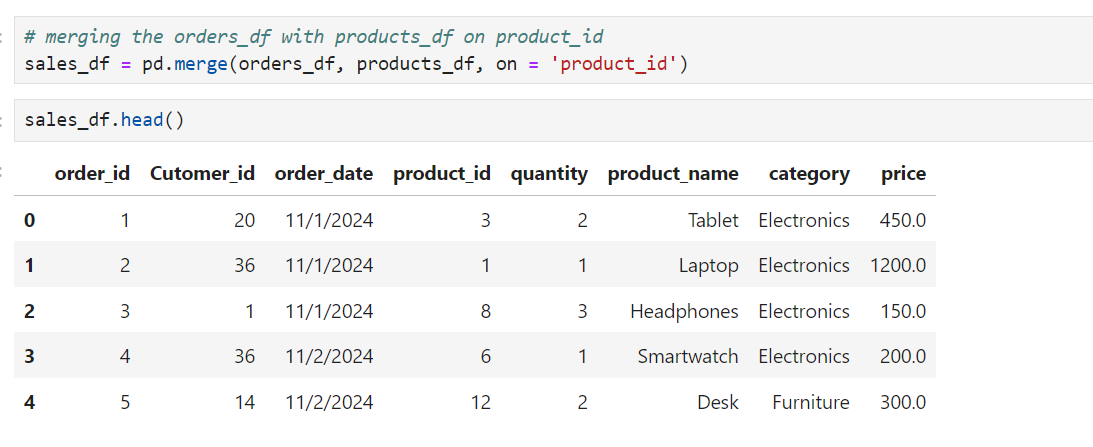 # merging the orders_df with products_df on product_id
sales_df = pd.merge(orders_df, products_df, on = 'product_id')
sales_df.head()
order_id Cutomer_id order_date product_id quantity product_name category price
0 1 20 11/1/2024 3 2 Tablet Electronics 450.0
1 2 36 11/1/2024 1 1 Laptop Electronics 1200.0
2 3 1 11/1/2024 8 3 Headphones Electronics 150.0
3 4 36 11/2/2024 6 1 Smartwatch Electronics 200.0
4 5 14 11/2/2024 12 2 Desk Furniture 300.0